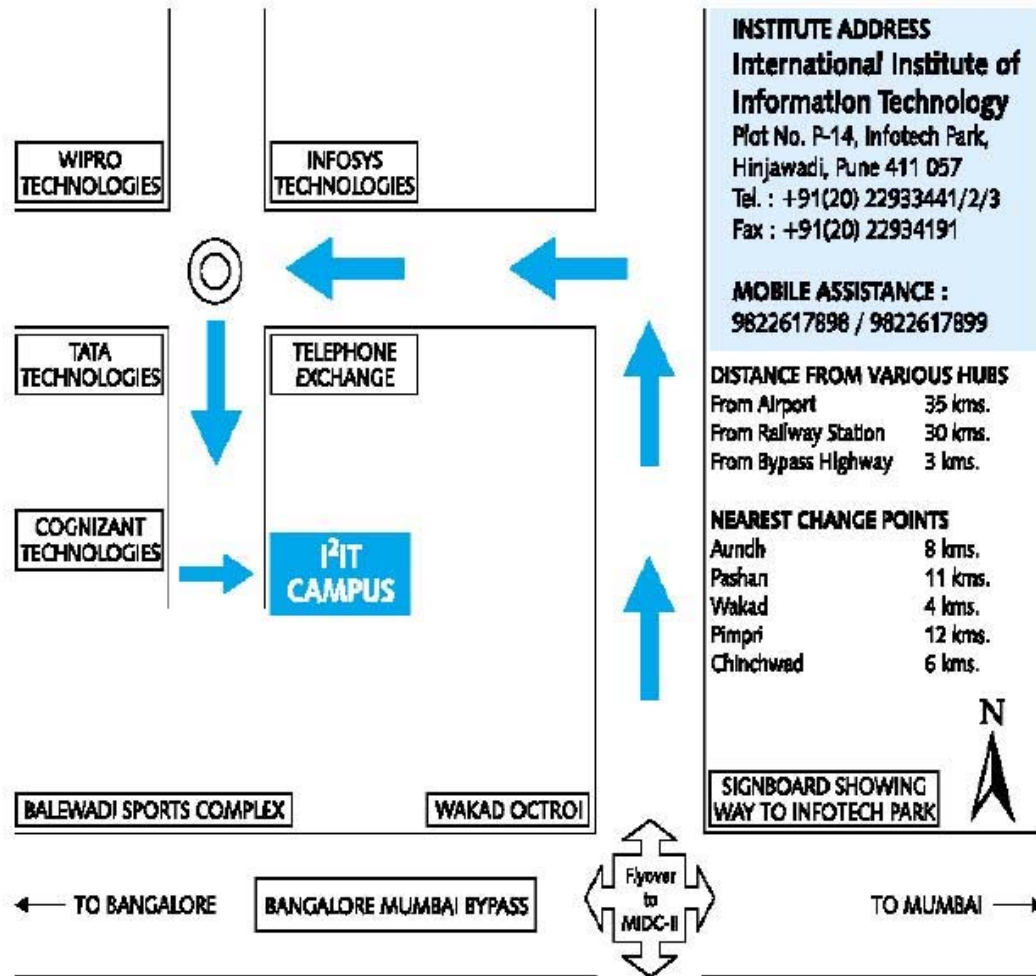 WIPRO
TECHNOLOGIES
INFOSYS
TECHNOLOGIES
TATA
TECHNOLOGIES
TELEPHONE
EXCHANGE
COGNIZANT
TECHNOLOGIES
I²IT
CAMPUS
BALEWADI SPORTS COMPLEX
WAKAD OCTROI
TO BANGALORE
BANGALORE MUMBAI BYPASS
Flyover
to
MIDC-II
TO MUMBAI
INSTITUTE ADDRESS
International Institute of
Information Technology
Plot No. P-14, Infotech Park,
Hinjawadi, Pune 411 057
Tel. : +91(20) 22933441/2/3
Fax : +91(20) 22934191
MOBILE ASSISTANCE :
9822617898 / 9822617899
DISTANCE FROM VARIOUS HUBS
From Airport 35 kms.
From Railway Station 30 kms.
From Bypass Highway 3 kms.
NEAREST CHANGE POINTS
Aundh 8 kms.
Pashan 11 kms.
Wakad 4 kms.
Pimpri 12 kms.
Chinchwad 6 kms.
N
SIGNBOARD SHOWING
WAY TO INFOTECH PARK